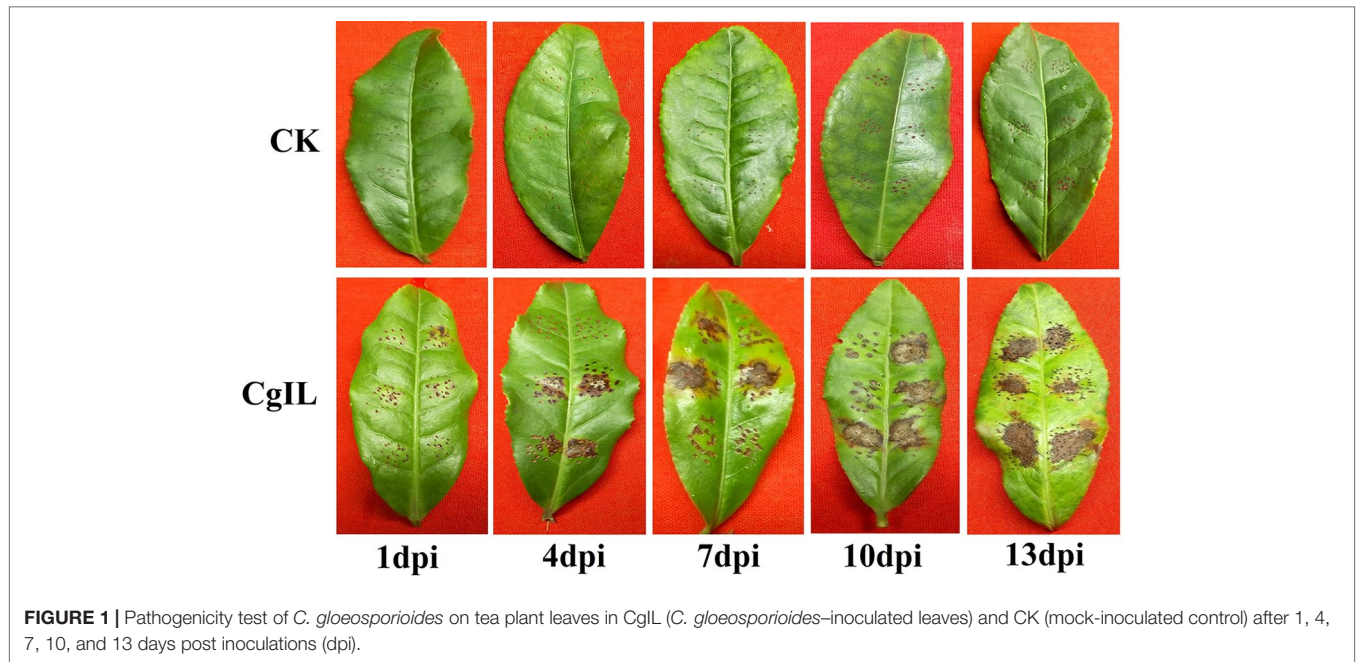 CK
CgIL
1dpi 4dpi 7dpi 10dpi 13dpi
FIGURE 1 | Pathogenicity test of C. gloeosporioides on tea plant leaves in CgIL (C. gloeosporioides–inoculated leaves) and CK (mock-inoculated control) after 1, 4,
7, 10, and 13 days post inoculations (dpi).